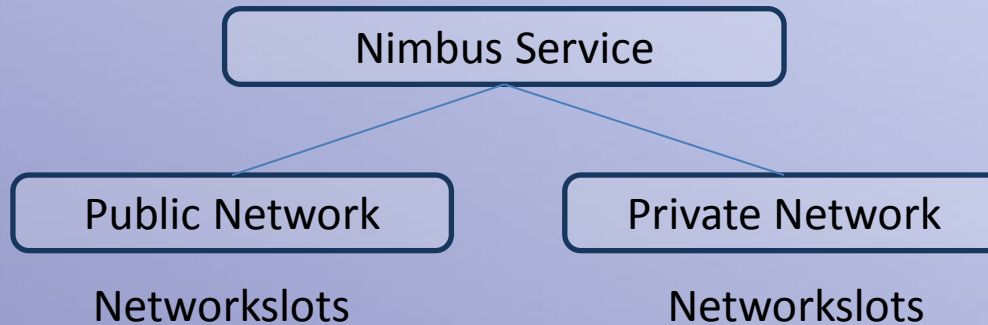 Nimbus Service
Public Network
Private Network
Networkslots
Networkslots